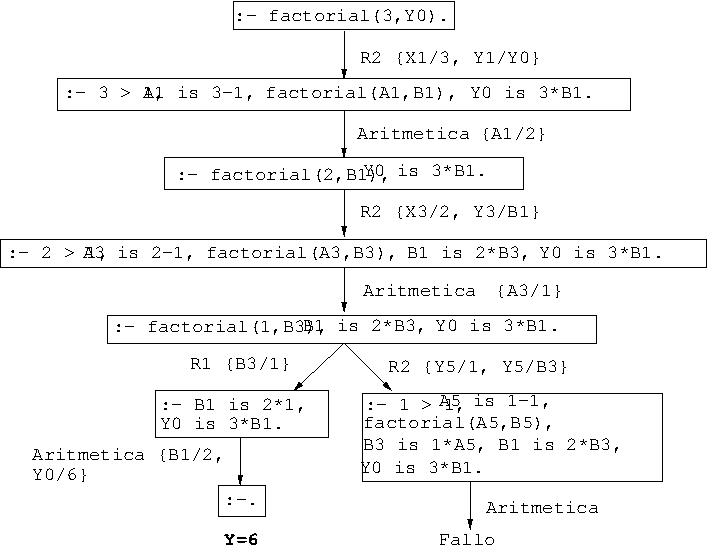 :- factorial(3,Y0).
R2 {X1/3, Y1/Y0}
:- 3 > 1, A1 is 3-1, factorial(A1,B1), Y0 is 3*B1.
Aritmetica {A1/2}
:- factorial(2,B1), Y0 is 3*B1.
R2 {X3/2, Y3/B1}
:- 2 > 1, A3 is 2-1, factorial(A3,B3), B1 is 2*B3, Y0 is 3*B1.
Aritmetica {A3/1}
:- factorial(1,B3), B1 is 2*B3, Y0 is 3*B1.
R1 {B3/1}
R2 {Y5/1, Y5/B3}
:- B1 is 2*1,
Y0 is 3*B1.
:- 1 > 1, A5 is 1-1,
factorial(A5,B5),
B3 is 1*A5, B1 is 2*B3,
Y0 is 3*B1.
Aritmetica {B1/2,
Y0/6}
:-.
Aritmetica
Y=6
Fallo